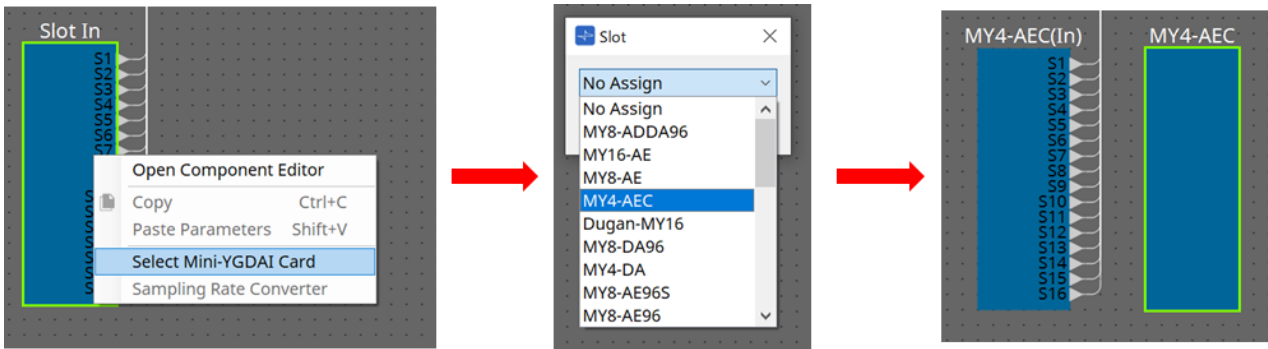 Slot In
S1
S2
S3
S4
S5
S6
S7
S
S
S
S
S
S
S
Open Component Editor
Copy Ctrl+C
Paste Parameters Shift+V
Select Mini-YGDAI Card
Sampling Rate Converter
Slot
No Assign
No Assign
MY8-ADDA96
MY16-AE
MY8-AE
MY4-AEC
Dugan-MY16
MY8-DA96
MY4-DA
MY8-AE96S
MY8-AE96
MY4-AEC(In)
S1
S2
S3
S4
S5
S6
S7
S8
S9
S10
S11
S12
S13
S14
S15
S16
MY4-AEC